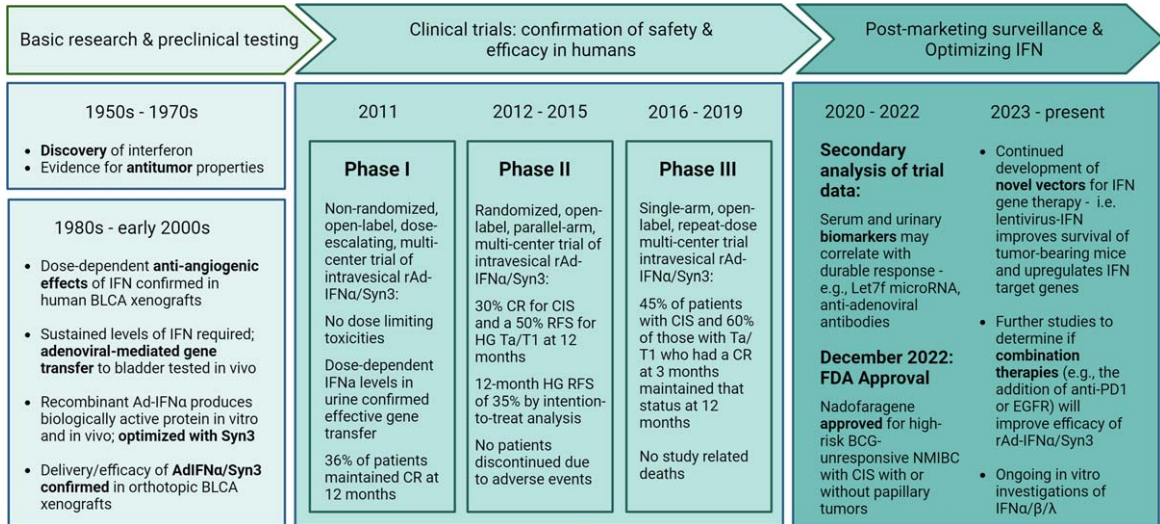 Basic research & preclinical testing
Clinical trials: confirmation of safety &
efficacy in humans
Post-marketing surveillance &
Optimizing IFN
1950s - 1970s
• Discovery of interferon
• Evidence for antitumor properties
1980s - early 2000s
• Dose-dependent anti-angiogenic
effects of IFN confirmed in
human BLCA xenografts
• Sustained levels of IFN required;
adenoviral-mediated gene
transfer to bladder tested in vivo
• Recombinant Ad-IFNα produces
biologically active protein in vitro
and in vivo; optimized with Syn3
• Delivery/efficacy of AdIFNα/Syn3
confirmed in orthotopic BLCA
xenografts
2011
Phase I
Non-randomized,
open-label, dose-
escalating, multi-
center trial of
intravesical rAd-
IFNα/Syn3:
No dose limiting
toxicities
Dose-dependent
IFNa levels in
urine confirmed
effective gene
transfer
36% of patients
maintained CR at
12 months
2012 - 2015
Phase II
Randomized, open-
label, parallel-arm,
multi-center trial of
intravesical rAd-
IFNα/Syn3:
30% CR for CIS
and a 50% RFS for
HG Ta/T1 at 12
months
12-month HG RFS
of 35% by intention-
to-treat analysis
No patients
discontinued due
to adverse events
2016 - 2019
Phase III
Single-arm, open-
label, repeat-dose
multi-center trial
intravesical rAd-
IFNα/Syn3:
45% of patients
with CIS and 60%
of those with Ta/
T1 who had a CR
at 3 months
maintained that
status at 12
months
No study related
deaths
2020 - 2022
Secondary
analysis of trial
data:
Serum and urinary
biomarkers may
correlate with
durable response -
e.g., Let7f microRNA,
anti-adenoviral
antibodies
December 2022:
FDA Approval
Nadofaragene
approved for high-
risk BCG-
unresponsive NMIBC
with CIS with or
without papillary
tumors
2023 - present
• Continued
development of
novel vectors for IFN
gene therapy - i.e.
lentivirus-IFN
improves survival of
tumor-bearing mice
and upregulates IFN
target genes
• Further studies to
determine if
combination
therapies (e.g., the
addition of anti-PD1
or EGFR) will
improve efficacy of
rAd-IFNα/Syn3
• Ongoing in vitro
investigations of
IFNα/β/λ